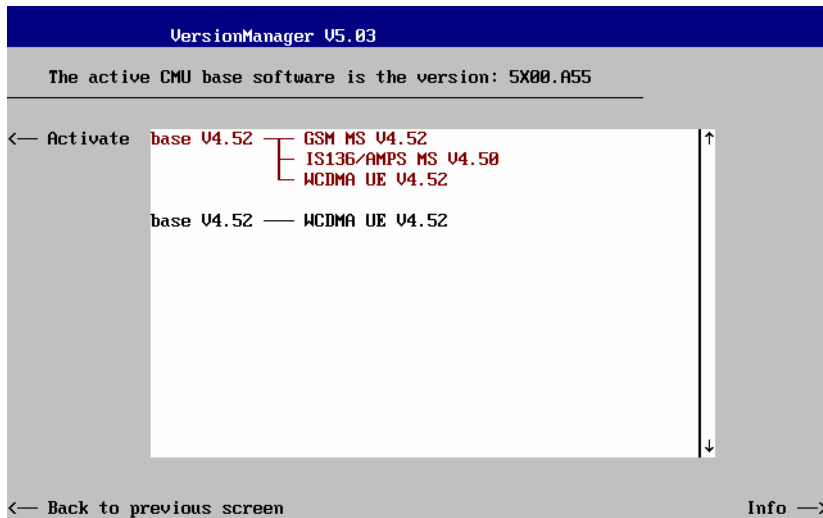 VersionManager V5.03
The active CMU base software is the version: 5X00.A55
<— Activate base V4.52 GSM MS V4.52
IS136/AMPS MS V4.50
WCDMA UE V4.52
base V4.52 —— WCDMA UE V4.52
<— Back to previous screen Info —>